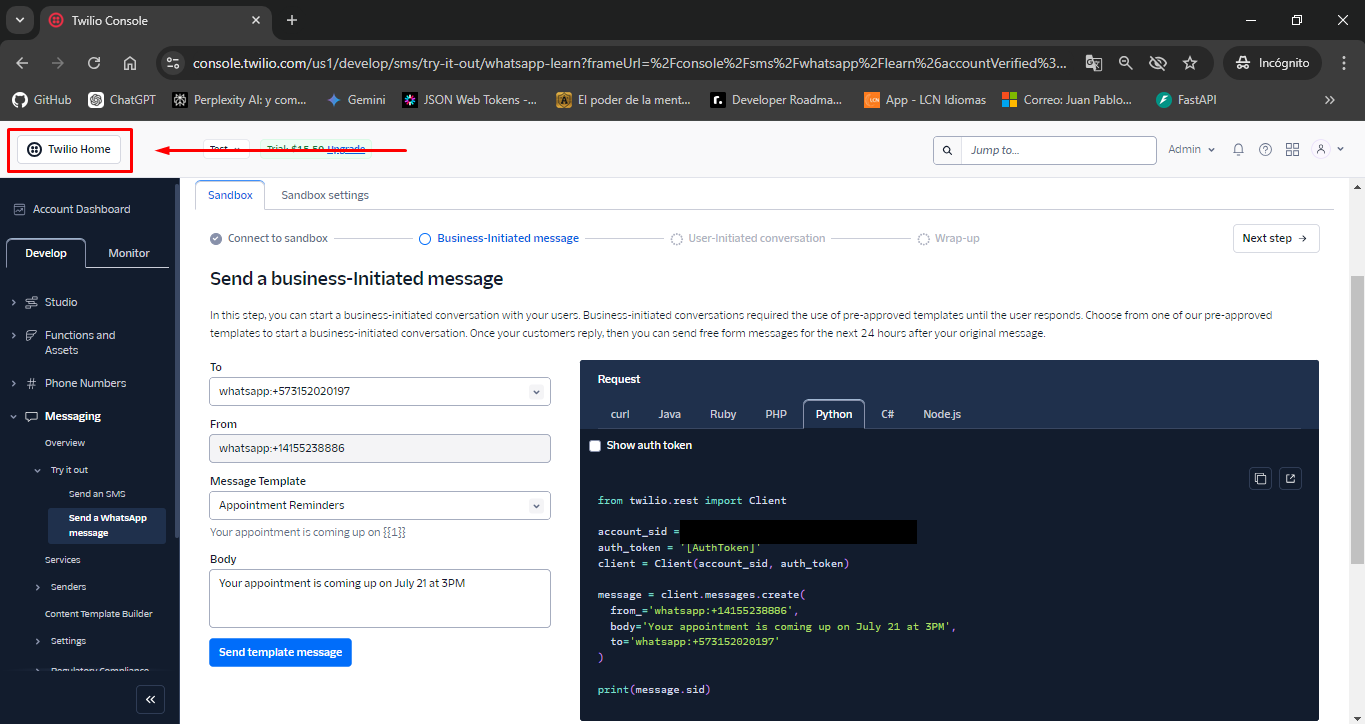 Twilio Console
console.twilio.com/us1/develop/sms/try-it-out/whatsapp-learn?frameUrl=%2Fconsole%2Fsms%2Fwhatsapp%2Flearn%26accountVerified%3...
Incógnito
GitHub
ChatGPT
Perplexity AI: y com...
Gemini
JSON Web Tokens -...
El poder de la ment...
Developer Roadma...
App - LCN Idiomas
Correo: Juan Pablo...
FastAPI
Twilio Home
Test
Trial: $15.50 Upgrade
Jump to...
Admin
Account Dashboard
Develop
Monitor
Studio
Functions and
Assets
Phone Numbers
Messaging
Overview
Try it out
Send an SMS
Send a WhatsApp
message
Services
Senders
Content Template Builder
Settings
Regulatory Compliance
Sandbox
Sandbox settings
Connect to sandbox
Business-Initiated message
User-Initiated conversation
Wrap-up
Next step →
Send a business-Initiated message
In this step, you can start a business-initiated conversation with your users. Business-initiated conversations required the use of pre-approved templates until the user responds. Choose from one of our pre-approved
templates to start a business-initiated conversation. Once your customers reply, then you can send free form messages for the next 24 hours after your original message.
To
whatsapp:+573152020197
From
whatsapp:+14155238886
Message Template
Appointment Reminders
Your appointment is coming up on {{1}}
Body
Your appointment is coming up on July 21 at 3PM
Send template message
Request
curl
Java
Ruby
PHP
Python
C#
Node.js
Show auth token
from twilio.rest import Client
account_sid =
auth_token = '[AuthToken]'
client = Client(account_sid, auth_token)
message = client.messages.create(
from_='whatsapp:+14155238886',
body='Your appointment is coming up on July 21 at 3PM',
to='whatsapp:+573152020197'
)
print(message.sid)